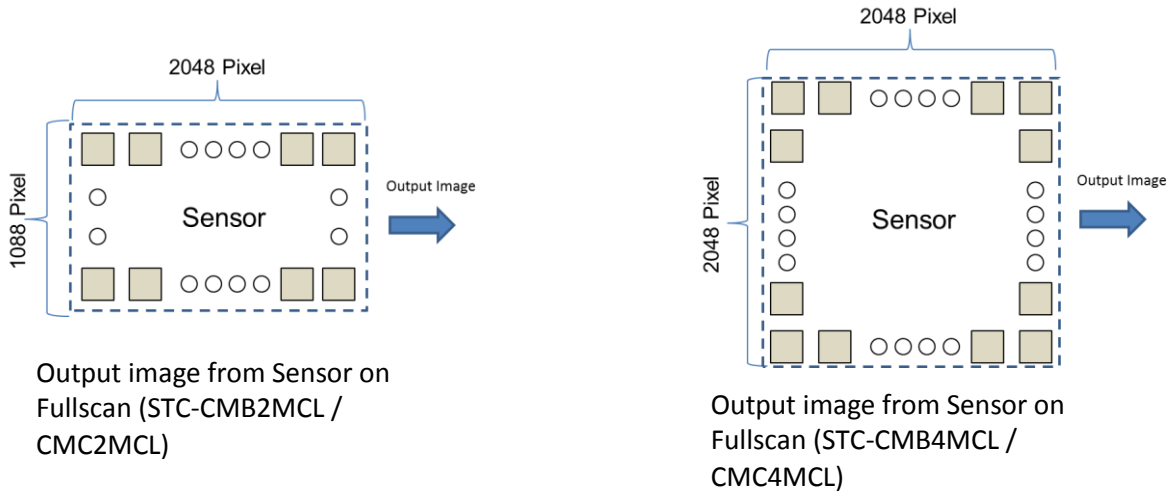 2048 Pixel
1088 Pixel
Sensor
Output Image
Output image from Sensor on
Fullscan (STC-CMB2MCL /
CMC2MCL)
2048 Pixel
2048 Pixel
Sensor
Output Image
Output image from Sensor on
Fullscan (STC-CMB4MCL /
CMC4MCL)